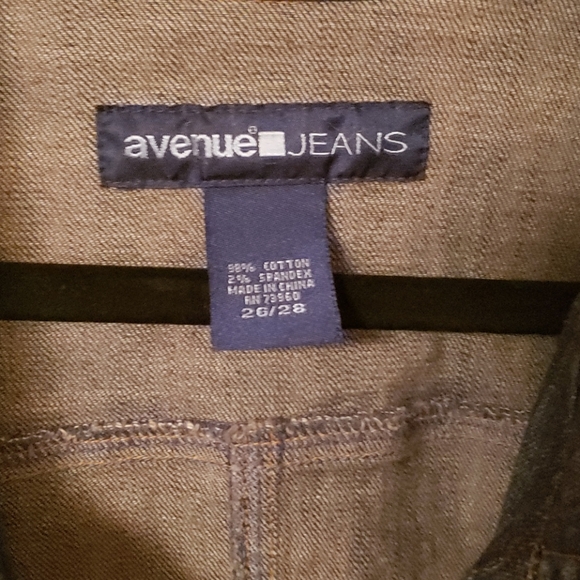 avenue® JEANS
98% COTTON
2% SPANDEX
MADE IN CHINA
RN 73960
26/28